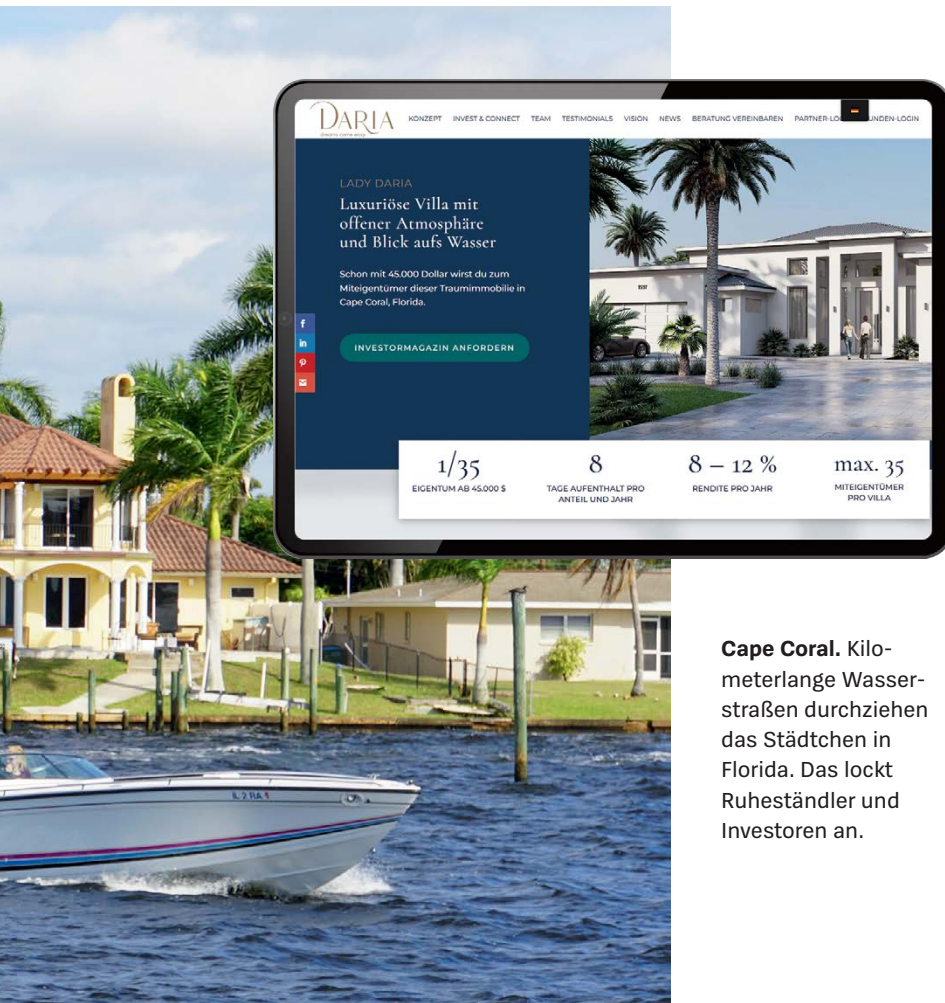 DARIA
dreams come easy
KONZEPT INVEST & CONNECT TEAM TESTIMONIALS VISION NEWS BERATUNG VEREINBAREN PARTNER-LO UNDEN-LOGIN
LADY DARIA
Luxuriöse Villa mit
offener Atmosphäre
und Blick aufs Wasser
Schon mit 45.000 Dollar wirst du zum
Miteigentümer dieser Traumimmobilie in
Cape Coral, Florida.
f
in
INVESTORMAGAZIN ANFORDERN
1/35
EIGENTUM AB 45.000 $
8
TAGE AUFENTHALT PRO
ANTEIL UND JAHR
8 – 12 %
RENDITE PRO JAHR
max. 35
MITEIGENTÜMER
PRO VILLA
Cape Coral. Kilo-
meterlange Wasser-
straßen durchziehen
das Städtchen in
Florida. Das lockt
Ruheständler und
Investoren an.